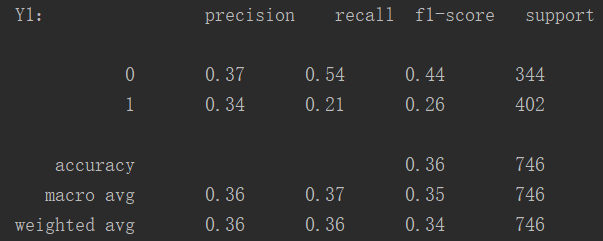 Y1: precision recall f1-score support
0 0.37 0.54 0.44 344
1 0.34 0.21 0.26 402
accuracy 0.36 746
macro avg 0.36 0.37 0.35 746
weighted avg 0.36 0.36 0.34 746